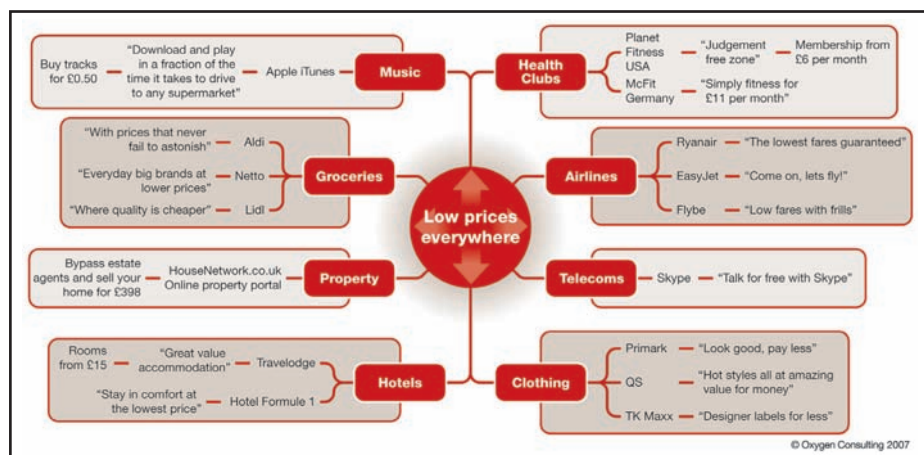 Buy tracks
for £0.50
"Download and play
in a fraction of the
time it takes to drive
to any supermarket"
Apple iTunes
Music
"With prices that never
fail to astonish"
Aldi
"Everyday big brands at
lower prices"
Netto
"Where quality is cheaper"
Lidl
Groceries
Bypass estate
agents and sell your
home for £398
HouseNetwork.co.uk
Online property portal
Property
Rooms
from £15
"Great value
accommodation"
Travelodge
"Stay in comfort at
the lowest price"
Hotel Formule 1
Hotels
Low prices
everywhere
Health
Clubs
Planet
Fitness
USA
"Judgement
free zone"
Membership from
£6 per month
McFit
Germany
"Simply fitness for
£11 per month"
Airlines
Ryanair
"The lowest fares guaranteed"
EasyJet
"Come on, lets fly!"
Flybe
"Low fares with frills"
Telecoms
Skype
"Talk for free with Skype"
Clothing
Primark
"Look good, pay less"
QS
"Hot styles all at amazing
value for money"
TK Maxx
"Designer labels for less"
© Oxygen Consulting 2007